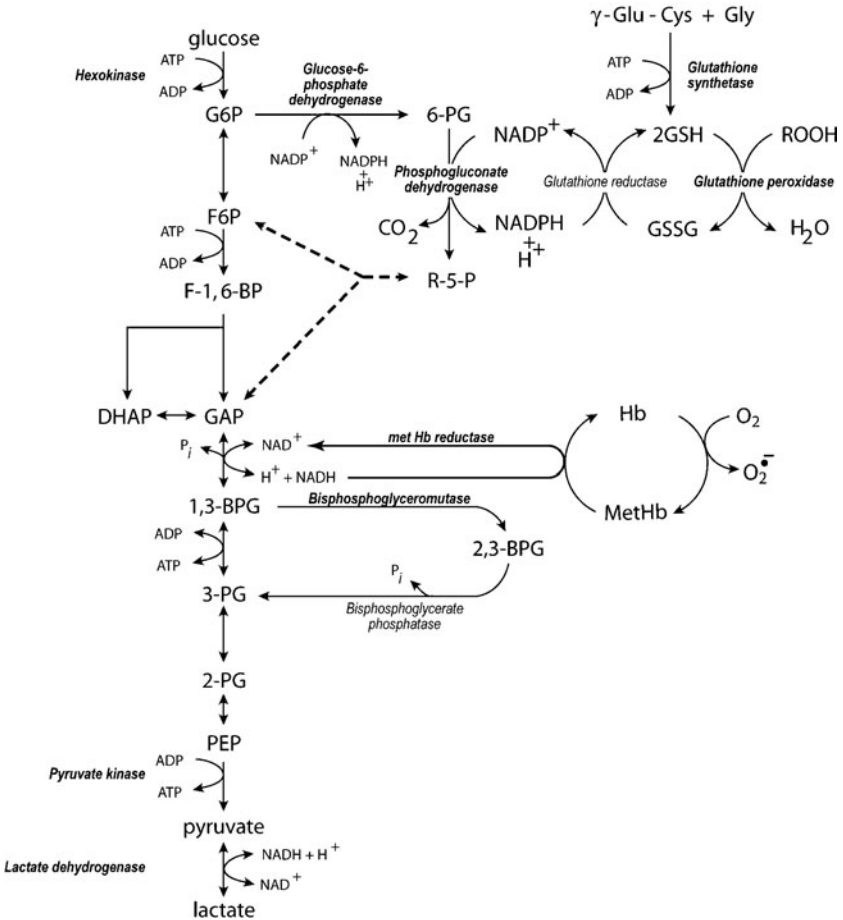 γ-Glu - Cys + Gly
glucose
ATP
Hexokinase
ADP
Glucose-6-
phosphate
dehydrogenase
ATP
ADP
Glutathione
synthetase
G6P
6-PG
NADP+
2GSH
ROOH
NADP+
NADPH
+
H+
Phosphogluconate
dehydrogenase
Glutathione reductase
Glutathione peroxidase
F6P
ATP
ADP
CO2
NADPH
+
H+
GSSG
H2O
F-1,6-BP
R-5-P
DHAP
GAP
Hb
O2
Pi
NAD+
met Hb reductase
H+ + NADH
O2•−
1,3-BPG
Bisphosphoglyceromutase
MetHb
ADP
ATP
2,3-BPG
3-PG
Pi
Bisphosphoglycerate
phosphatase
2-PG
PEP
ADP
Pyruvate kinase
ATP
pyruvate
Lactate dehydrogenase
NADH + H+
NAD+
lactate